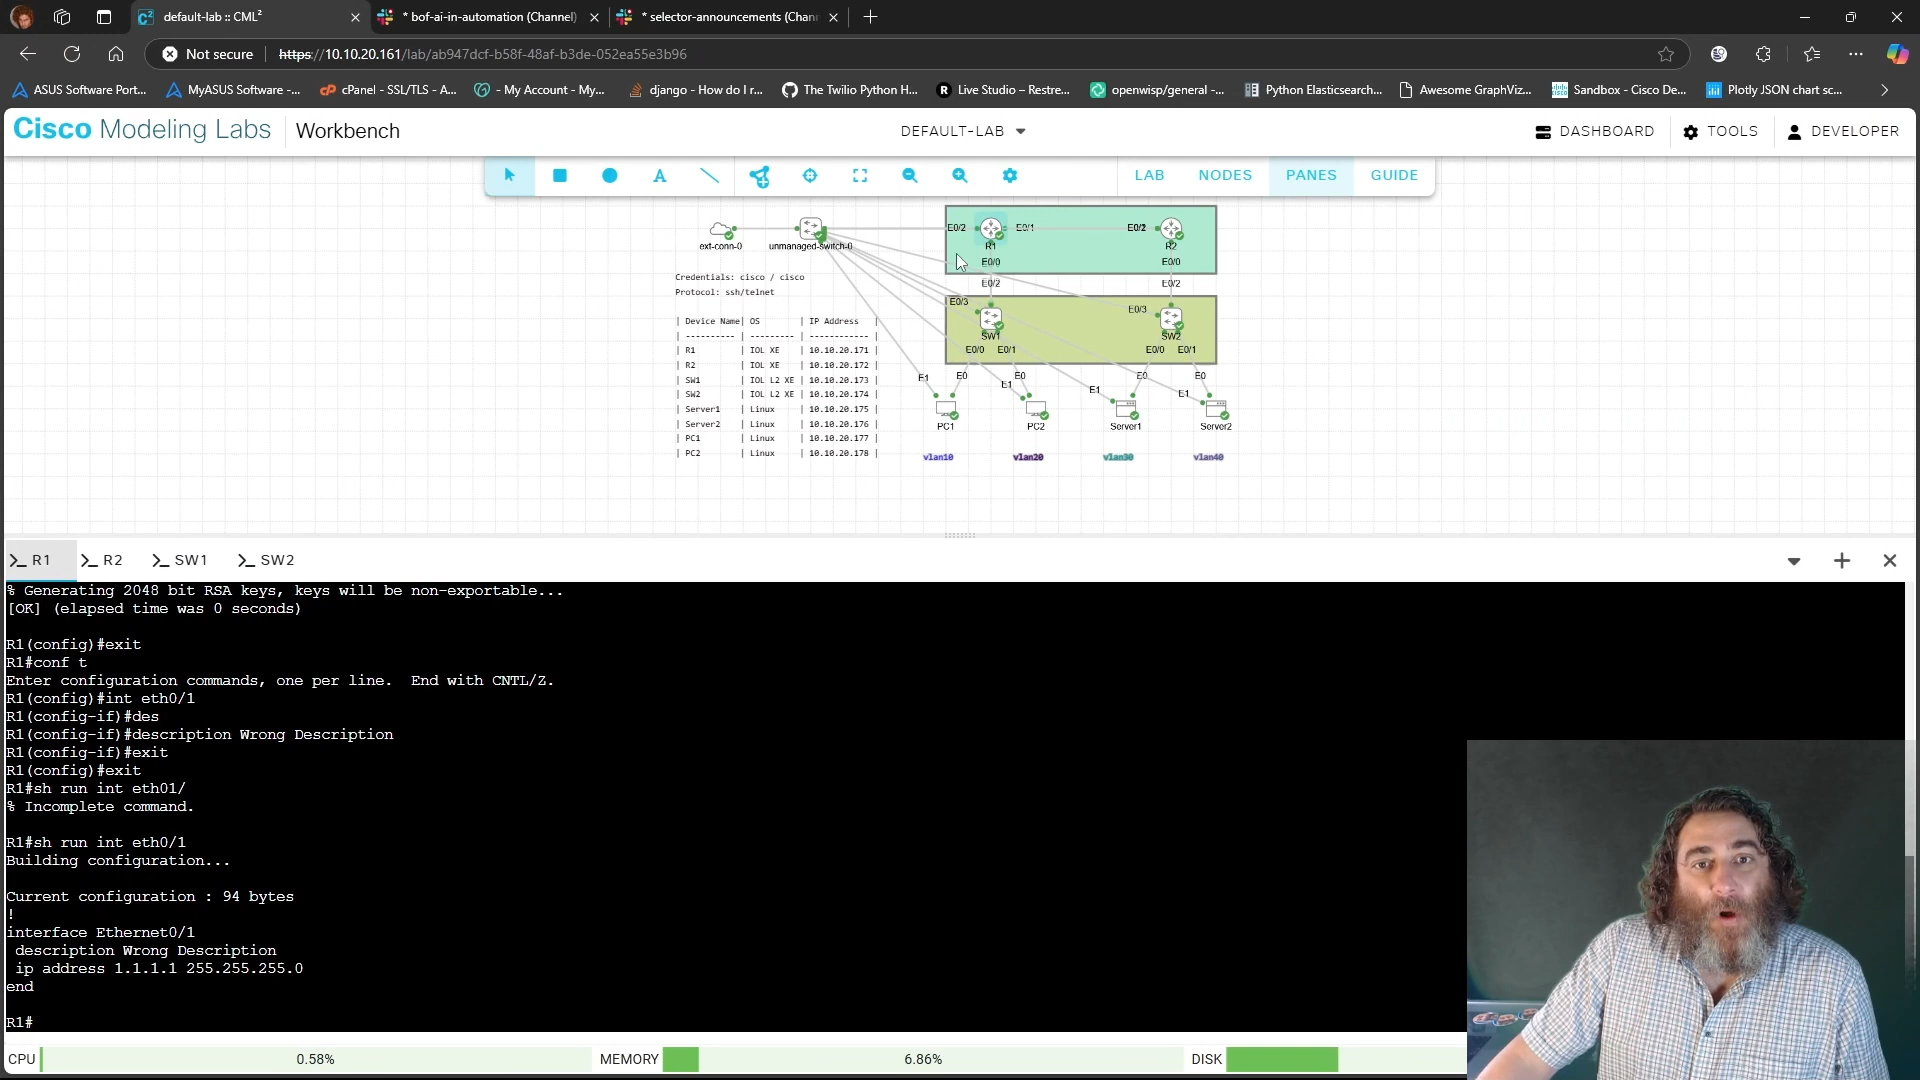 default-lab :: CML²
* bof-ai-in-automation (Channel)
* selector-announcements (Chann
Not secure
https://10.10.20.161/lab/ab947dcf-b58f-48af-b3de-052ea55e3b96
ASUS Software Port...
MyASUS Software -...
cPanel - SSL/TLS - A...
- My Account - My...
django - How do I r...
The Twilio Python H...
Live Studio – Restre...
openwisp/general -...
Python Elasticsearch...
Awesome GraphViz...
Sandbox - Cisco De...
Plotly JSON chart sc...
Cisco Modeling Labs
Workbench
DEFAULT-LAB
DASHBOARD
TOOLS
DEVELOPER
A
LAB
NODES
PANES
GUIDE
ext-conn-0
unmanaged-switch-0
E0/2
E0/1
R1
E0/0
R2
E0/0
E0/2
E0/2
E0/3
E0/3
SW1
SW2
E0/0
E0/1
E0/0
E0/1
E1
E0
E1
E0
E1
E0
E1
E0
PC1
PC2
Server1
Server2
vlan10
vlan20
vlan30
vlan40
Credentials: cisco / cisco
Protocol: ssh/telnet
| Device Name| OS | IP Address |
| ---------- | --------- | ------------ |
| R1 | IOL XE | 10.10.20.171 |
| R2 | IOL XE | 10.10.20.172 |
| SW1 | IOL L2 XE | 10.10.20.173 |
| SW2 | IOL L2 XE | 10.10.20.174 |
| Server1 | Linux | 10.10.20.175 |
| Server2 | Linux | 10.10.20.176 |
| PC1 | Linux | 10.10.20.177 |
| PC2 | Linux | 10.10.20.178 |
>_ R1
>_ R2
>_ SW1
>_ SW2
% Generating 2048 bit RSA keys, keys will be non-exportable...
[OK] (elapsed time was 0 seconds)
R1(config)#exit
R1#conf t
Enter configuration commands, one per line.  End with CNTL/Z.
R1(config)#int eth0/1
R1(config-if)#des
R1(config-if)#description Wrong Description
R1(config-if)#exit
R1(config)#exit
R1#sh run int eth01/
% Incomplete command.
R1#sh run int eth0/1
Building configuration...
Current configuration : 94 bytes
!
interface Ethernet0/1
description Wrong Description
ip address 1.1.1.1 255.255.255.0
end
R1#
CPU
0.58%
MEMORY
6.86%
DISK